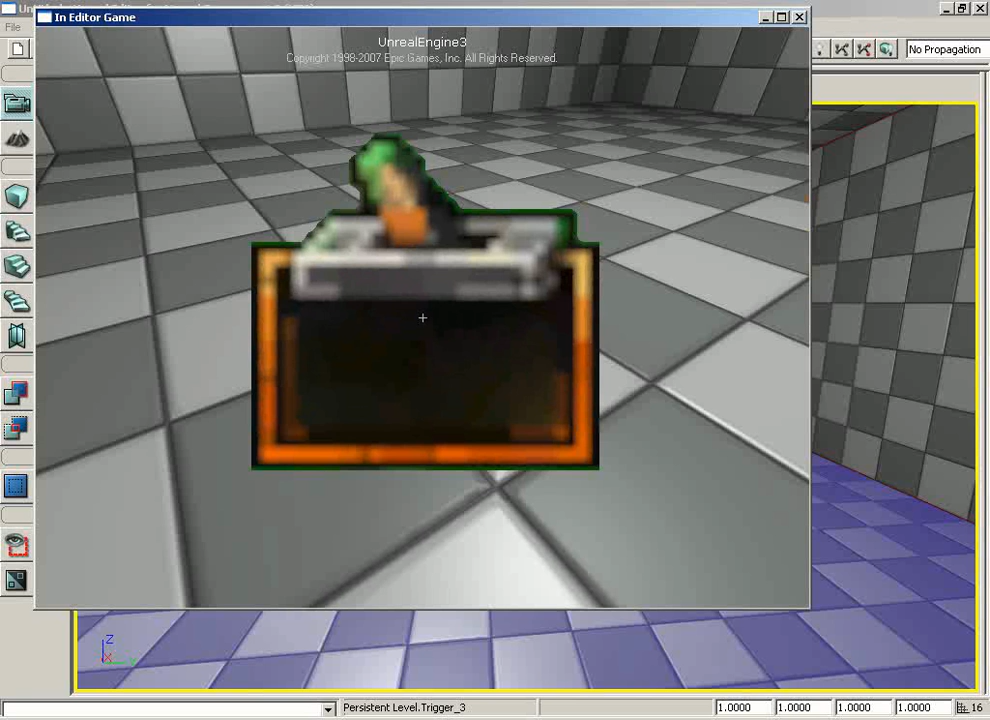 In Editor Game
File
UnrealEngine3
Copyright 1998-2007 Epic Games, Inc. All Rights Reserved.
No Propagation
Z
X
Persistent Level.Trigger_3
1.0000
1.0000
1.0000
1.0000
16